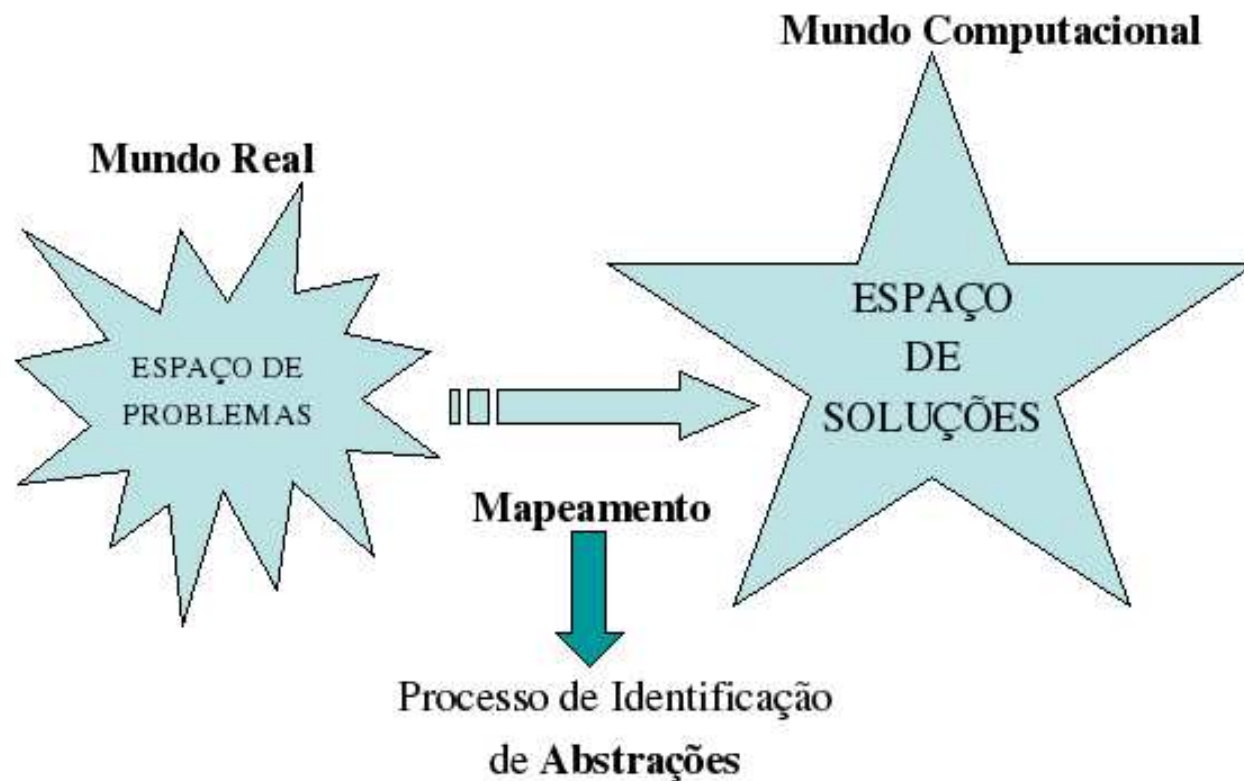 Mundo Computacional
Mundo Real
ESPAÇO DE
PROBLEMAS
ESPAÇO
DE
SOLUÇÕES
Mapeamento
Processo de Identificação
de Abstrações